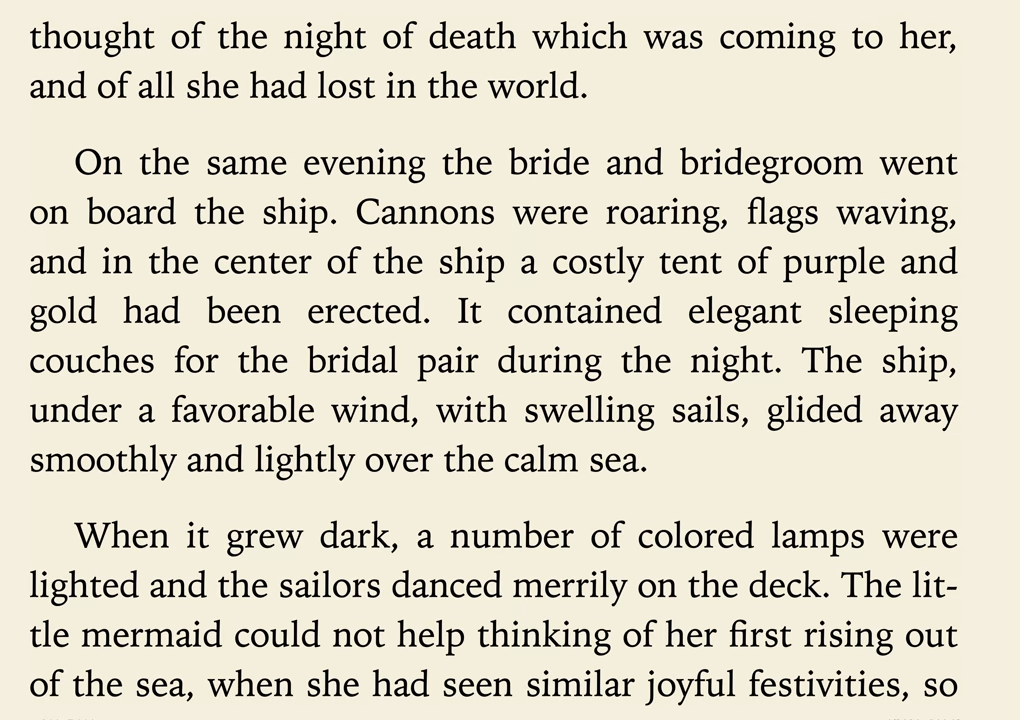 thought of the night of death which was coming to her,
and of all she had lost in the world.
On the same evening the bride and bridegroom went
on board the ship. Cannons were roaring, flags waving,
and in the center of the ship a costly tent of purple and
gold had been erected. It contained elegant sleeping
couches for the bridal pair during the night. The ship,
under a favorable wind, with swelling sails, glided away
smoothly and lightly over the calm sea.
When it grew dark, a number of colored lamps were
lighted and the sailors danced merrily on the deck. The lit-
tle mermaid could not help thinking of her first rising out
of the sea, when she had seen similar joyful festivities, so